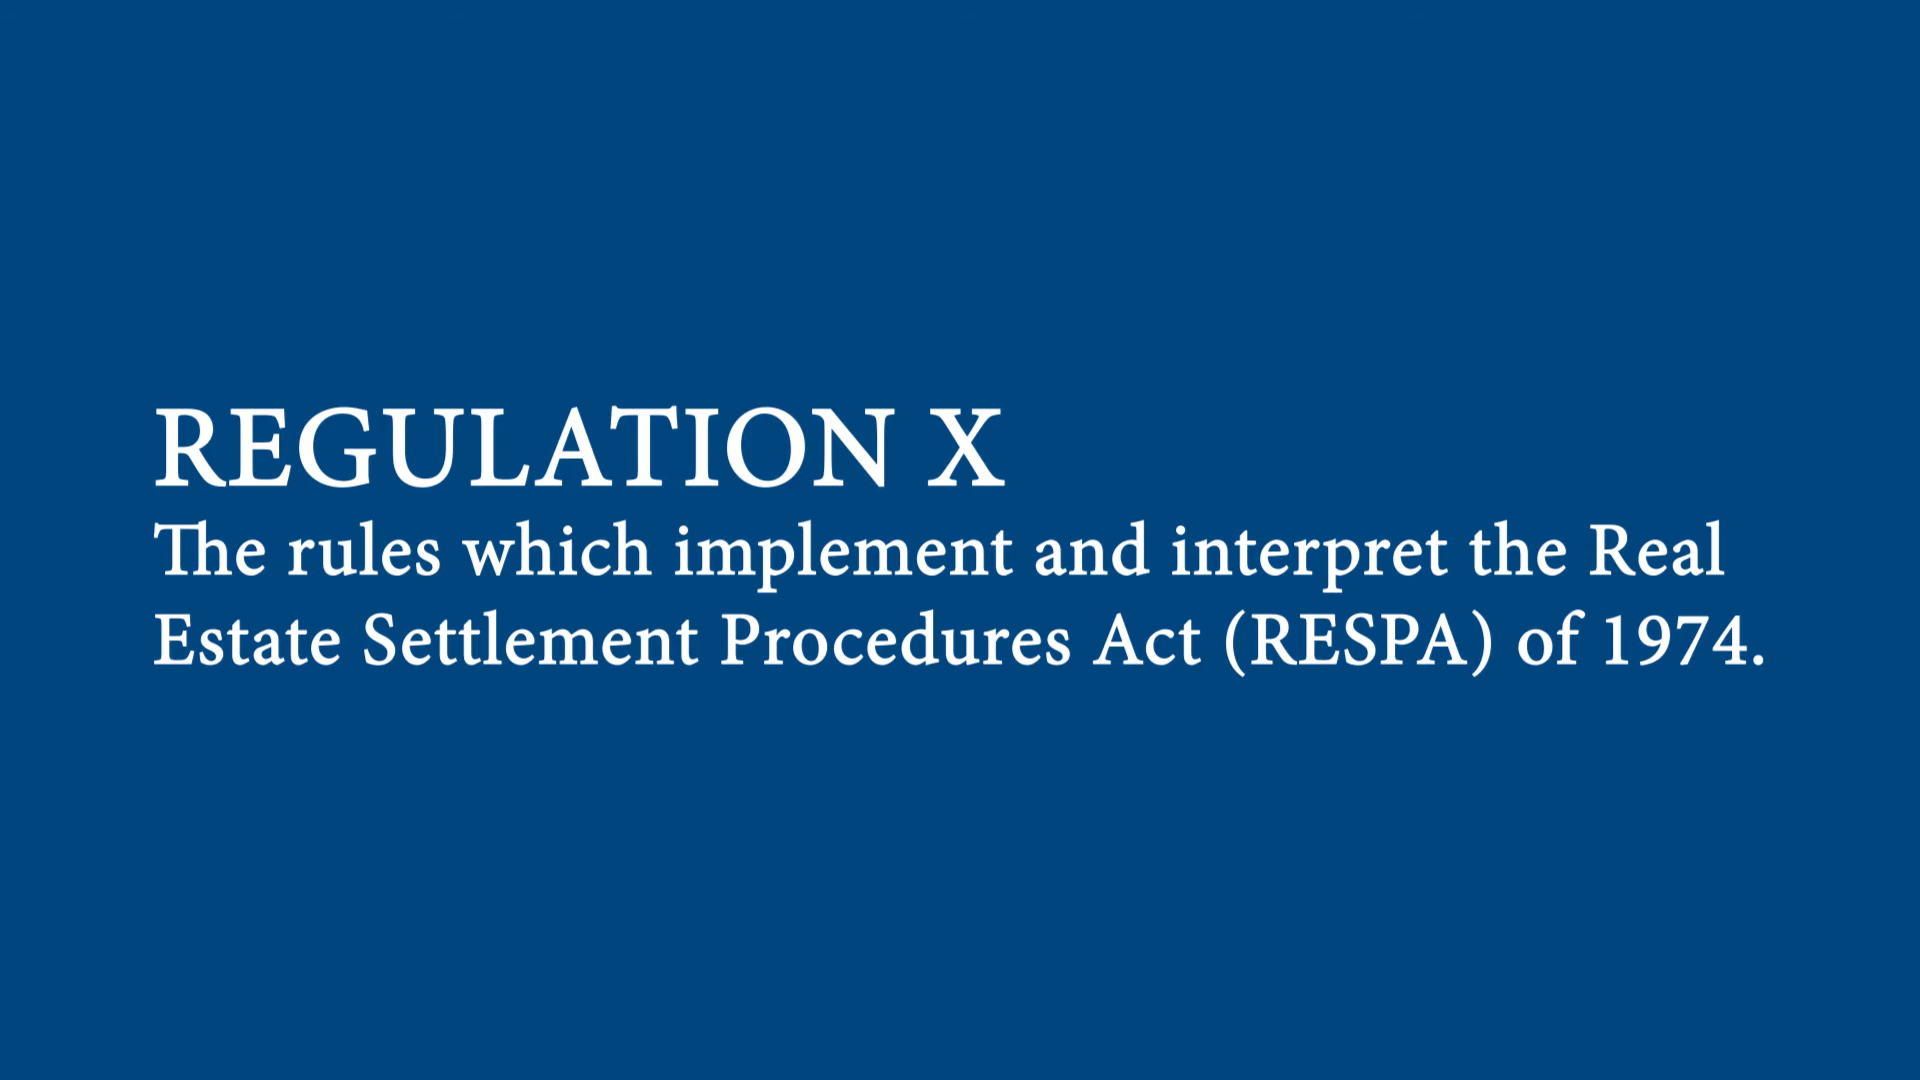 REGULATION X
The rules which implement and interpret the Real
Estate Settlement Procedures Act (RESPA) of 1974.